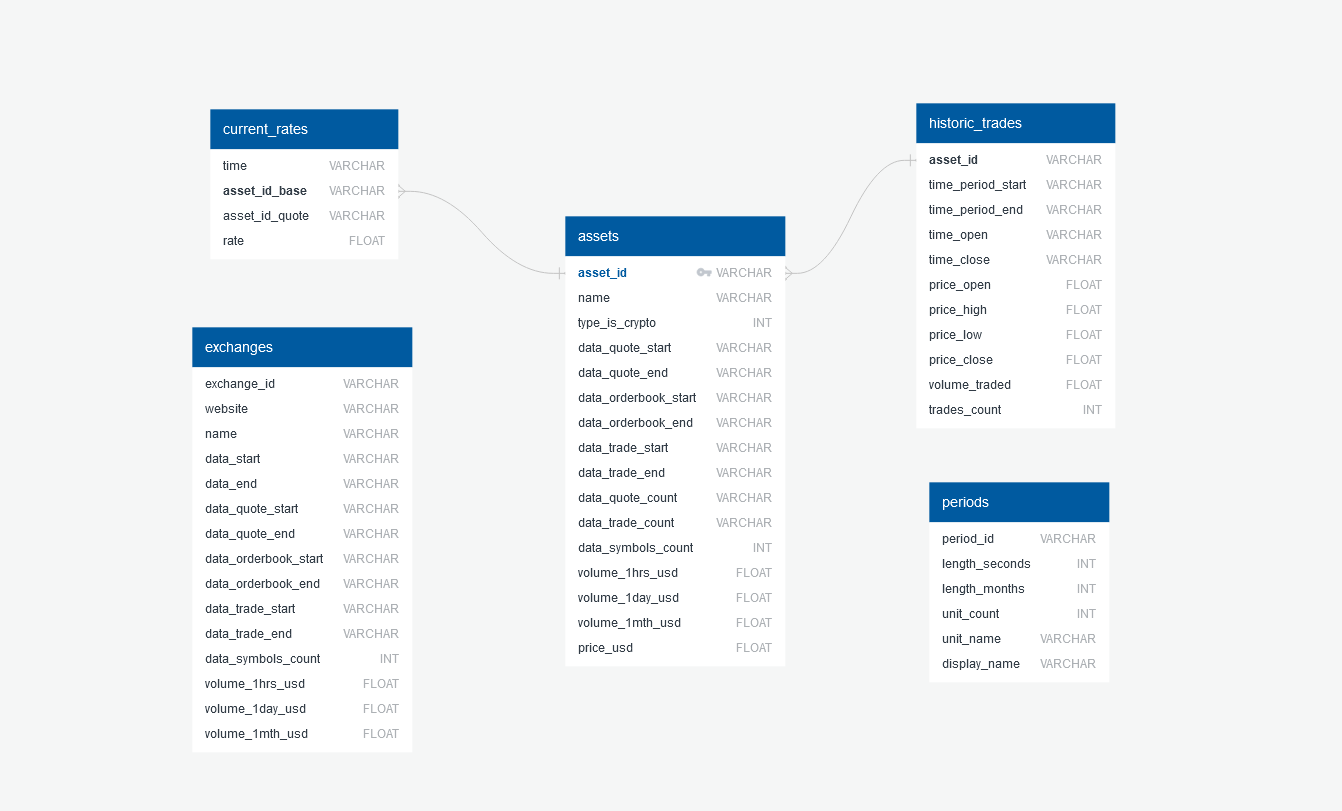 current_rates
time VARCHAR
asset_id_base VARCHAR
asset_id_quote VARCHAR
rate FLOAT
exchanges
exchange_id VARCHAR
website VARCHAR
name VARCHAR
data_start VARCHAR
data_end VARCHAR
data_quote_start VARCHAR
data_quote_end VARCHAR
data_orderbook_start VARCHAR
data_orderbook_end VARCHAR
data_trade_start VARCHAR
data_trade_end VARCHAR
data_symbols_count INT
volume_1hrs_usd FLOAT
volume_1day_usd FLOAT
volume_1mth_usd FLOAT
assets
asset_id VARCHAR
name VARCHAR
type_is_crypto INT
data_quote_start VARCHAR
data_quote_end VARCHAR
data_orderbook_start VARCHAR
data_orderbook_end VARCHAR
data_trade_start VARCHAR
data_trade_end VARCHAR
data_quote_count VARCHAR
data_trade_count VARCHAR
data_symbols_count INT
volume_1hrs_usd FLOAT
volume_1day_usd FLOAT
volume_1mth_usd FLOAT
price_usd FLOAT
historic_trades
asset_id VARCHAR
time_period_start VARCHAR
time_period_end VARCHAR
time_open VARCHAR
time_close VARCHAR
price_open FLOAT
price_high FLOAT
price_low FLOAT
price_close FLOAT
volume_traded FLOAT
trades_count INT
periods
period_id VARCHAR
length_seconds INT
length_months INT
unit_count INT
unit_name VARCHAR
display_name VARCHAR